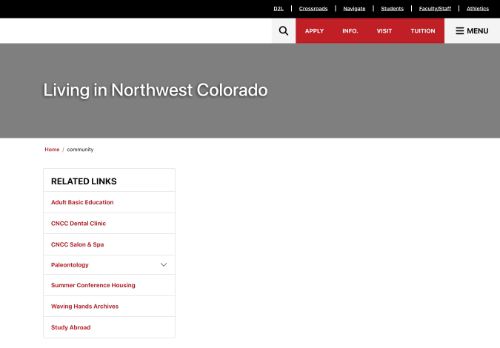 D2L Crossroads Navigate Students Faculty/Staff Athletics
APPLY INFO. VISIT TUITION MENU
Living in Northwest Colorado
Home / community
RELATED LINKS
Adult Basic Education
CNCC Dental Clinic
CNCC Salon & Spa
Paleontology
Summer Conference Housing
Waving Hands Archives
Study Abroad